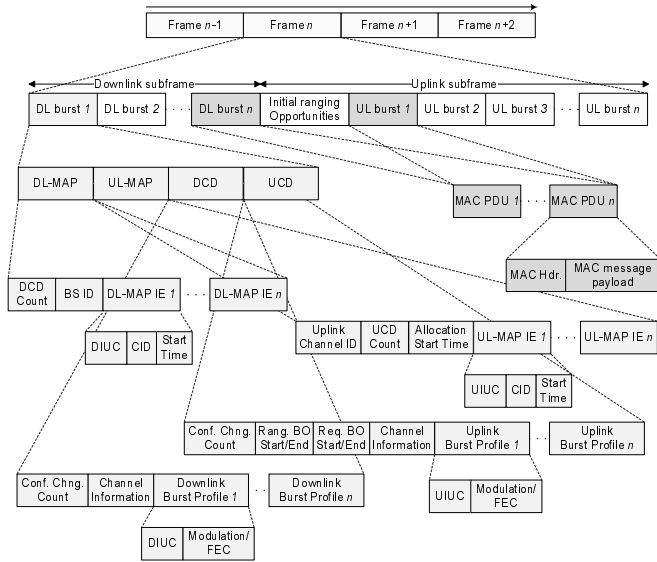 Frame n-1 Frame n Frame n+1 Frame n+2
Downlink subframe Uplink subframe
DL burst 1 DL burst 2 · · · · DL burst n Initial ranging Opportunities UL burst 1 UL burst 2 UL burst 3 · · · UL burst n
DL-MAP UL-MAP DCD UCD
MAC PDU 1 · · · · MAC PDU n
MAC Hdr. MAC message payload
DCD Count BS ID DL-MAP IE 1 · · · · DL-MAP IE n
Uplink Channel ID UCD Count Allocation Start Time UL-MAP IE 1 · · · UL-MAP IE n
DIUC CID Start Time
UIUC CID Start Time
Conf. Chng. Count Rang. BO Start/End Req. BO Start/End Channel Information Uplink Burst Profile 1 · · · Uplink Burst Profile n
Conf. Chng. Count Channel Information Downlink Burst Profile 1 · · Downlink Burst Profile n
UIUC Modulation/ FEC
DIUC Modulation/ FEC